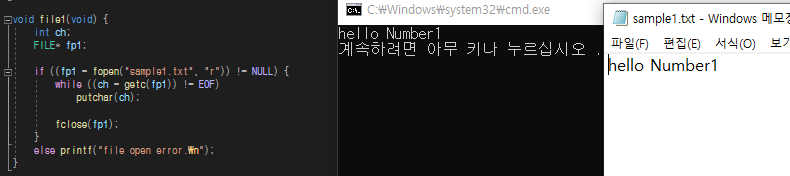 void file1(void) {
int ch;
FILE* fp1;
if ((fp1 = fopen("sample1.txt", "r")) != NULL) {
while ((ch = getc(fp1)) != EOF)
putchar(ch);
fclose(fp1);
}
else printf("file open error.₩n");
}
C:₩Windows₩system32₩cmd.exe
hello Number1
계속하려면 아무 키나 누르십시오 .
sample1.txt - Windows 메모장
파일(F) 편집(E) 서식(O) 보기
hello Number1